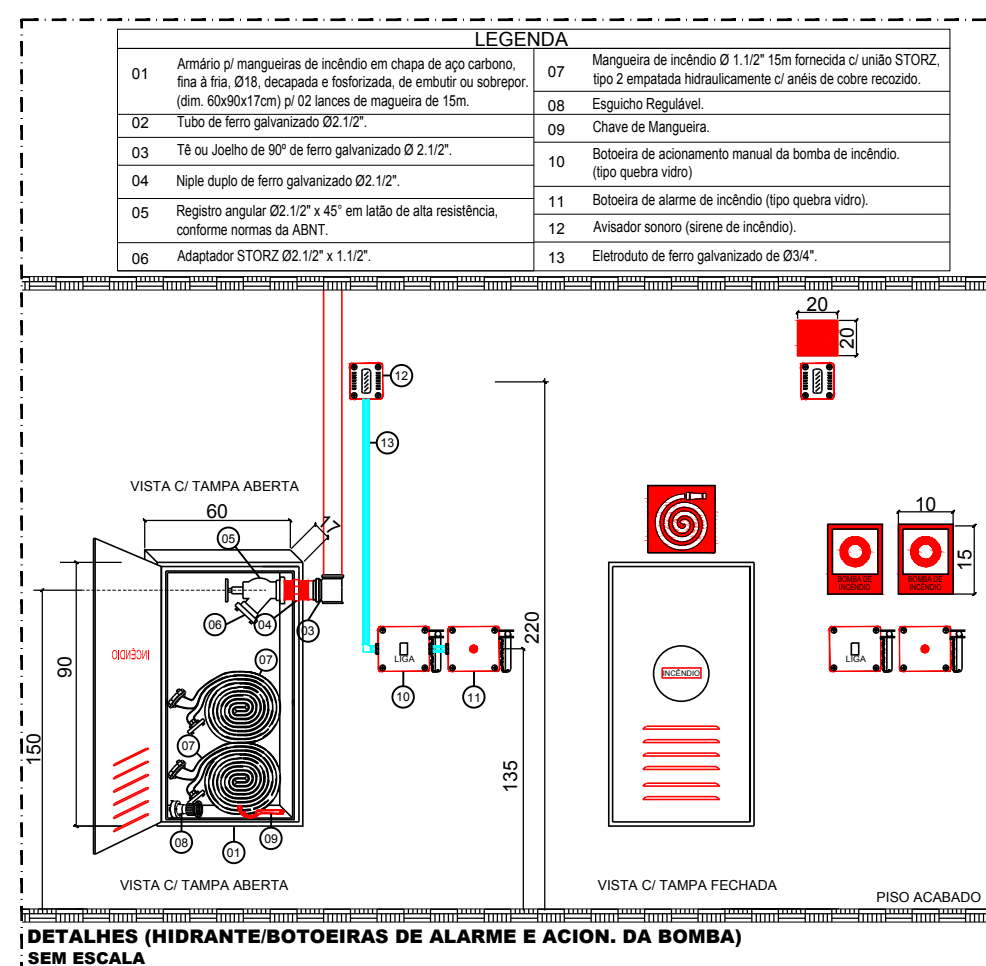 LEGENDA
01
Armário p/ mangueiras de incêndio em chapa de aço carbono,
fina à fria, Ø18, decapada e fosforizada, de embutir ou sobrepor.
(dim. 60x90x17cm) p/ 02 lances de magueira de 15m.
02
Tubo de ferro galvanizado Ø2.1/2".
03
Tê ou Joelho de 90º de ferro galvanizado Ø 2.1/2".
04
Niple duplo de ferro galvanizado Ø2.1/2".
05
Registro angular Ø2.1/2" x 45° em latão de alta resistência,
conforme normas da ABNT.
06
Adaptador STORZ Ø2.1/2" x 1.1/2".
07
Mangueira de incêndio Ø 1.1/2" 15m fornecida c/ união STORZ,
tipo 2 empatada hidraulicamente c/ anéis de cobre recozido.
08
Esguicho Regulável.
09
Chave de Mangueira.
10
Botoeira de acionamento manual da bomba de incêndio.
(tipo quebra vidro)
11
Botoeira de alarme de incêndio (tipo quebra vidro).
12
Avisador sonoro (sirene de incêndio).
13
Eletroduto de ferro galvanizado de Ø3/4".
20
20
12
13
VISTA C/ TAMPA ABERTA
60
17
05
10
15
BOMBA DE
INCÊNDIO
BOMBA DE
INCÊNDIO
06
04
03
220
INCÊNDIO
07
LIGA
LIGA
90
10
11
INCÊNDIO
150
07
135
08
01
09
VISTA C/ TAMPA ABERTA
VISTA C/ TAMPA FECHADA
PISO ACABADO
DETALHES (HIDRANTE/BOTOEIRAS DE ALARME E ACION. DA BOMBA)
SEM ESCALA